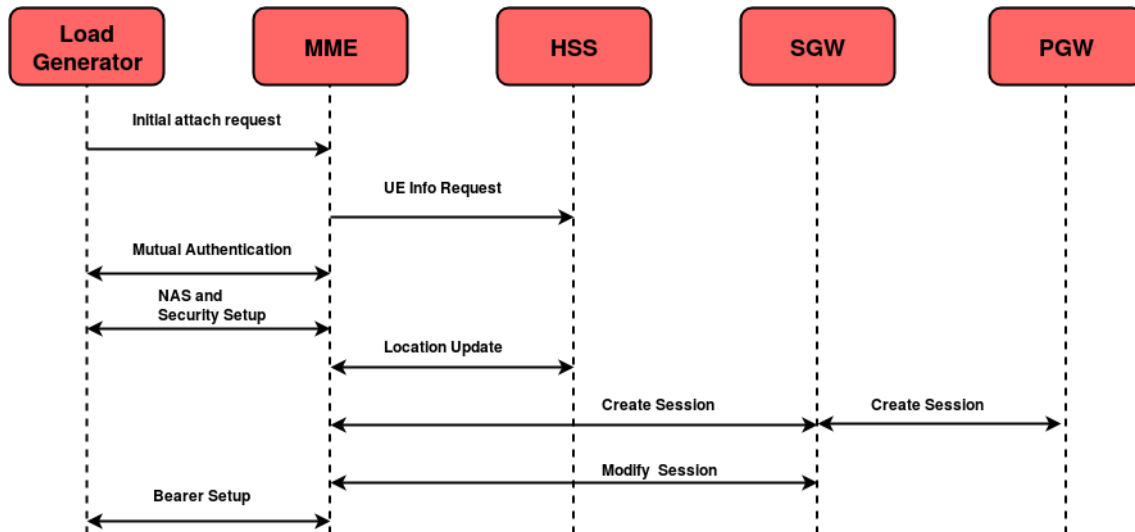 Load
Generator
MME
HSS
SGW
PGW
Initial attach request
UE Info Request
Mutual Authentication
NAS and
Security Setup
Location Update
Create Session
Create Session
Modify  Session
Bearer Setup